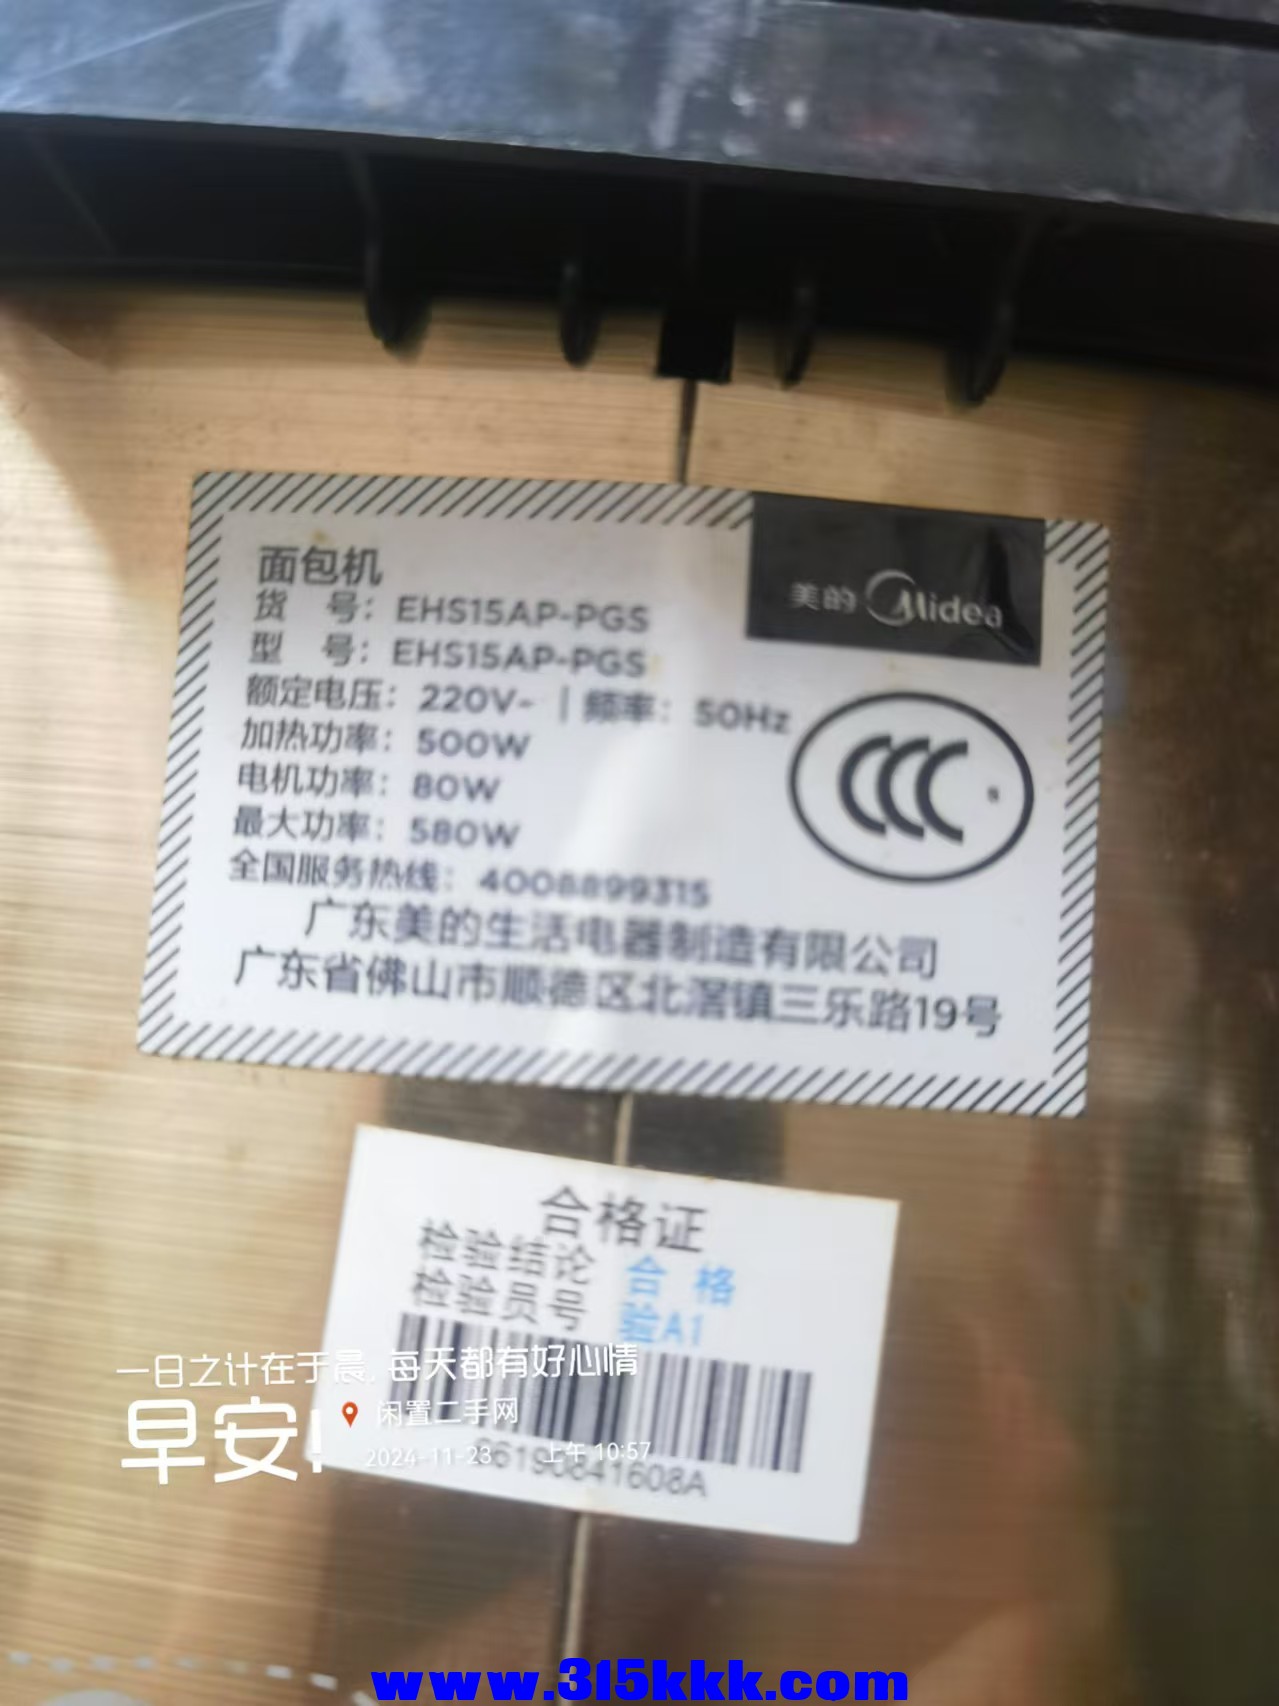 美的 Midea
面包机
货 号： EHS15AP-PGS
型 号： EHS15AP-PGS
额定电压： 220V~ | 频率： 50Hz
加热功率： 500W
电机功率： 80W
最大功率： 580W
全国服务热线： 4008899315
广东美的生活电器制造有限公司
广东省佛山市顺德区北滘镇三乐路19号
CCC
S
合格证
检验结论 合 格
检验员号 验A1
一日之计在于晨，每天都有好心情
早安！
闲置二手网
2024-11-23 上午 10:57
www.315kkk.com